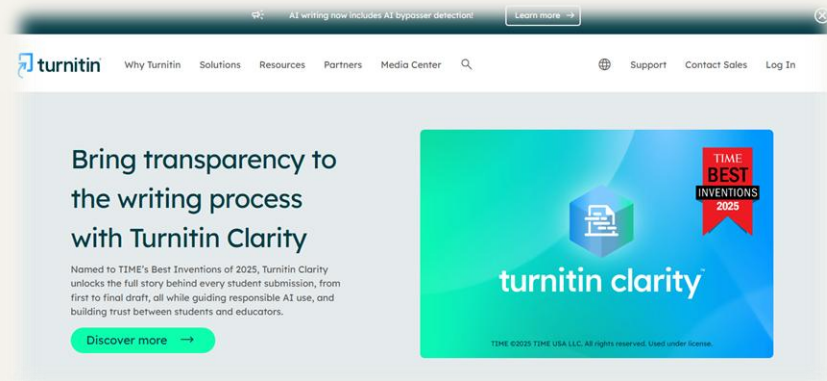 AI writing now includes AI bypasser detection!
Learn more →
turnitin
Why Turnitin Solutions Resources Partners Media Center
Support Contact Sales Log In
Bring transparency to
the writing process
with Turnitin Clarity
Named to TIME's Best Inventions of 2025, Turnitin Clarity
unlocks the full story behind every student submission, from
first to final draft, all while guiding responsible AI use, and
building trust between students and educators.
Discover more →
TIME
BEST
INVENTIONS
2025
turnitin clarity™
TIME ©2025 TIME USA LLC. All rights reserved. Used under license.